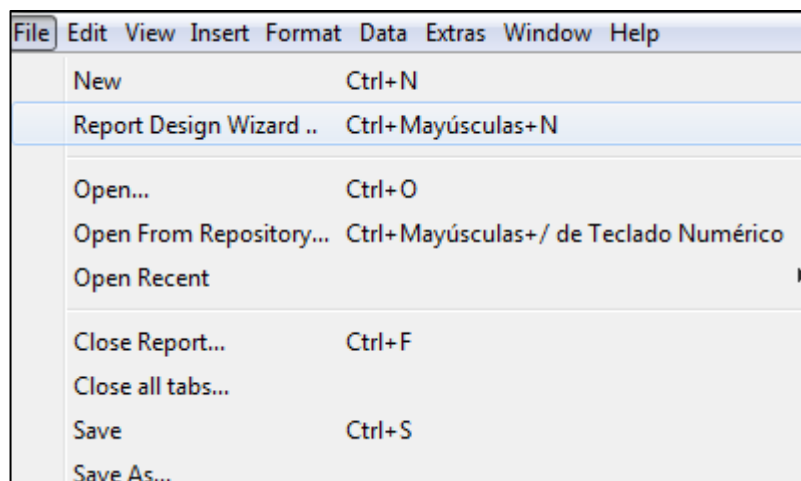 File Edit View Insert Format Data Extras Window Help
New Ctrl+N
Report Design Wizard .. Ctrl+Mayúsculas+N
Open... Ctrl+O
Open From Repository... Ctrl+Mayúsculas+/ de Teclado Numérico
Open Recent
Close Report... Ctrl+F
Close all tabs...
Save Ctrl+S
Save As...